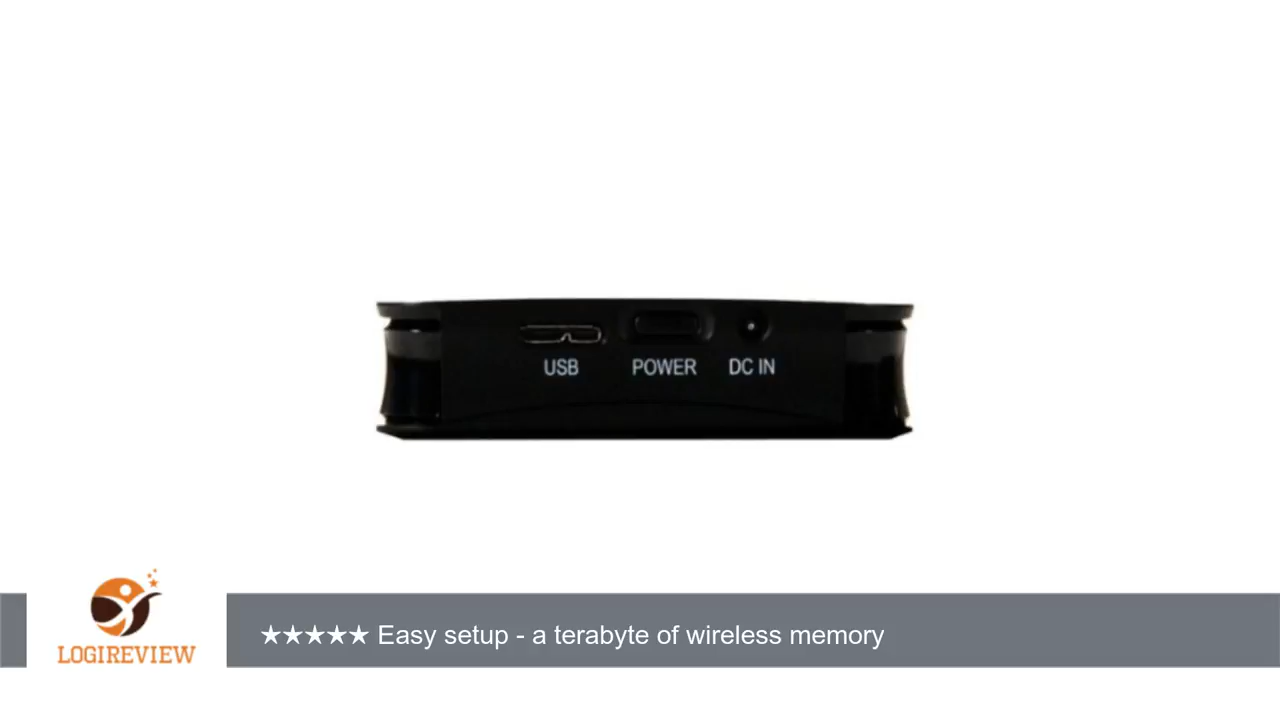 USB POWER DC IN
LOGIREVIEW
★★★★★ Easy setup - a terabyte of wireless memory